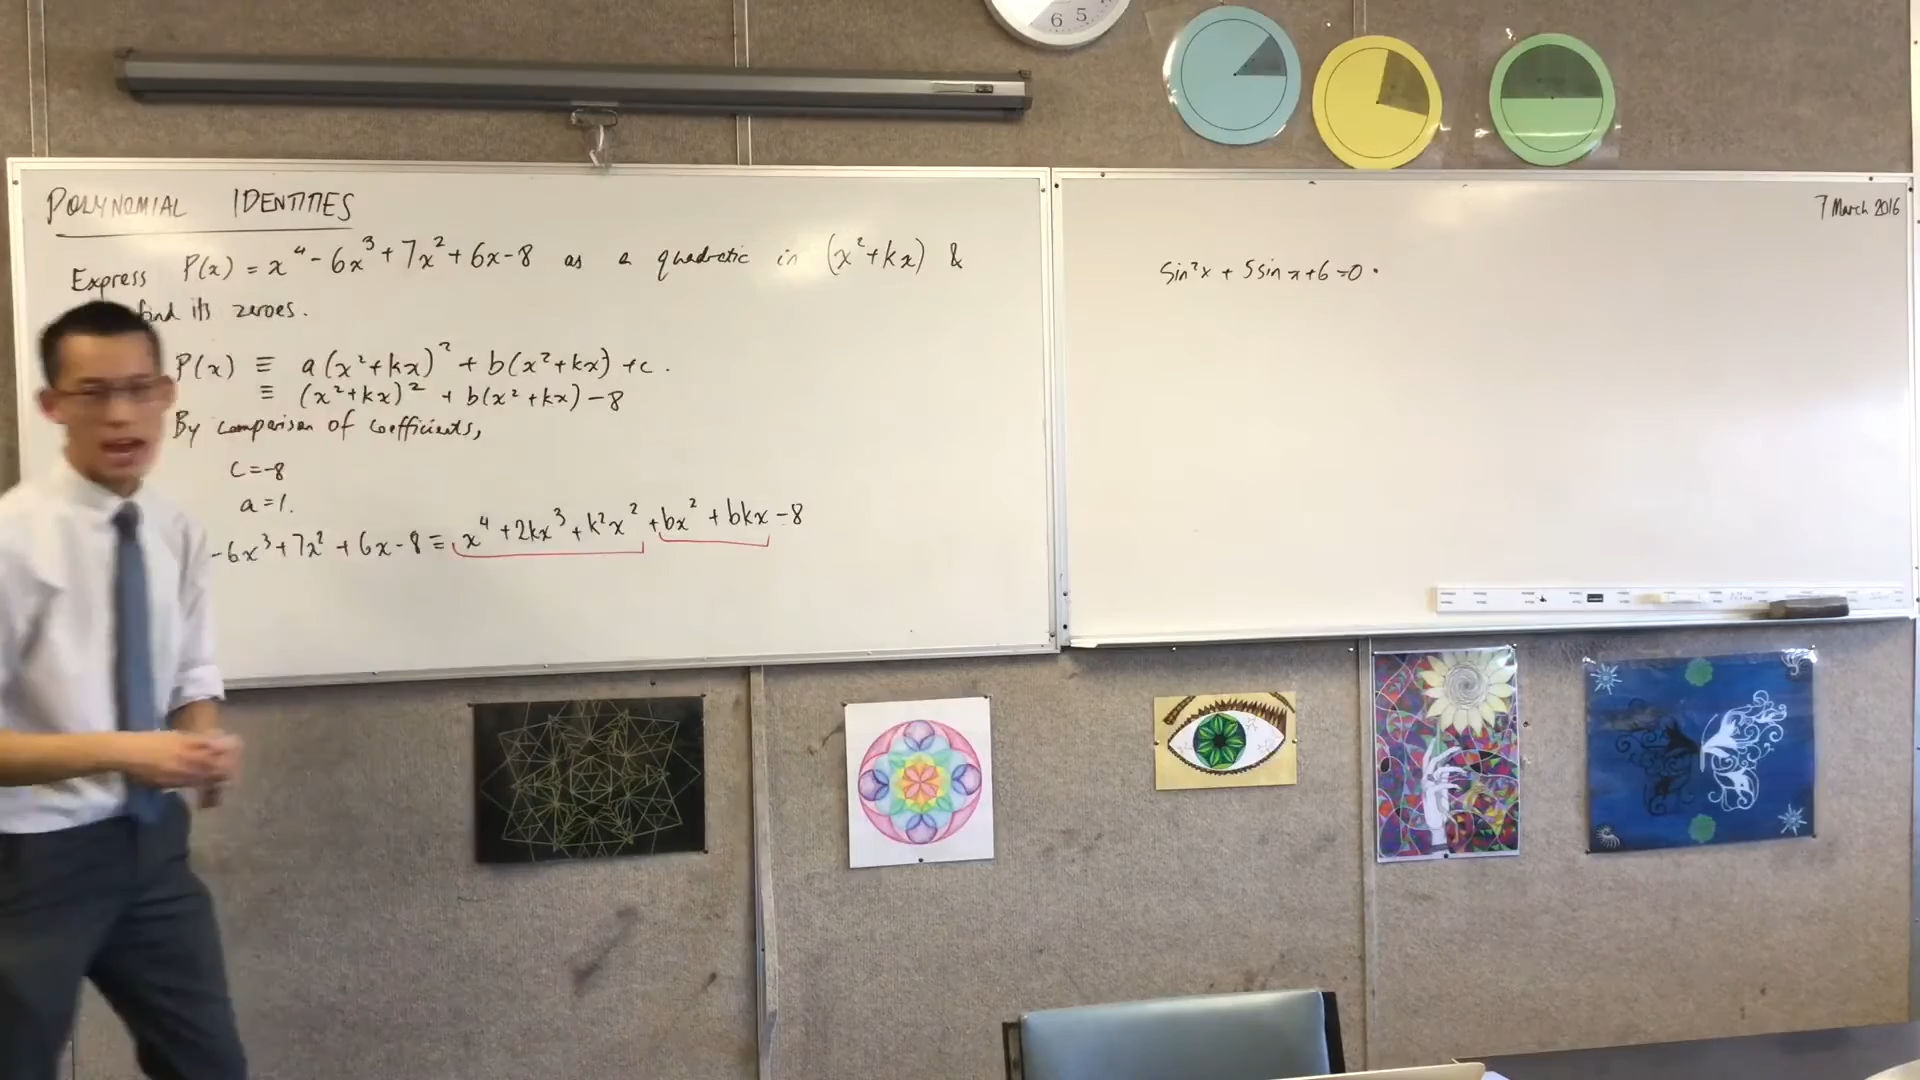 6 5
POLYNOMIAL IDENTITIES
Express P(x) = x⁴ - 6x³ + 7x² + 6x - 8 as a quadratic in (x² + kx) &
find its zeroes.
P(x) ≡ a(x² + kx)² + b(x² + kx) + c.
≡ (x² + kx)² + b(x² + kx) - 8
By comparison of coefficients,
c = -8
a = 1.
-6x³ + 7x² + 6x - 8 ≡ x⁴ + 2kx³ + k²x² + bx² + bkx - 8
7 March 2016
sin²x + 5sin x + 6 = 0.